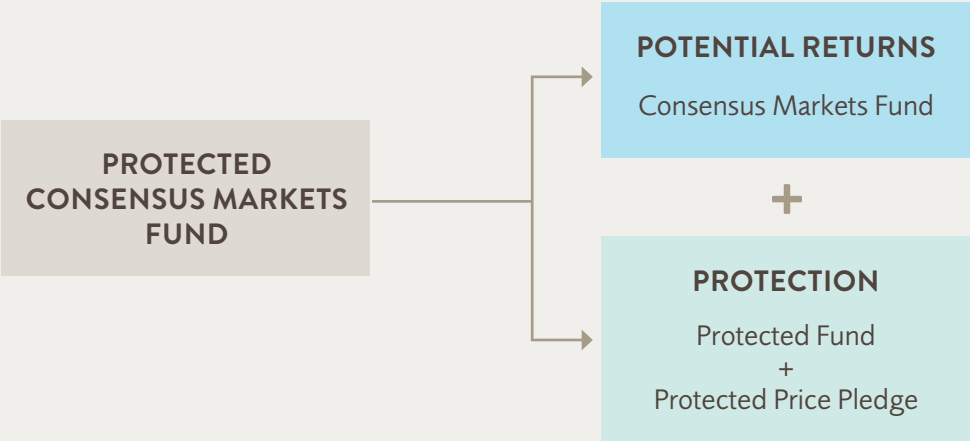 PROTECTED
CONSENSUS MARKETS
FUND
POTENTIAL RETURNS
Consensus Markets Fund
+
PROTECTION
Protected Fund
+
Protected Price Pledge